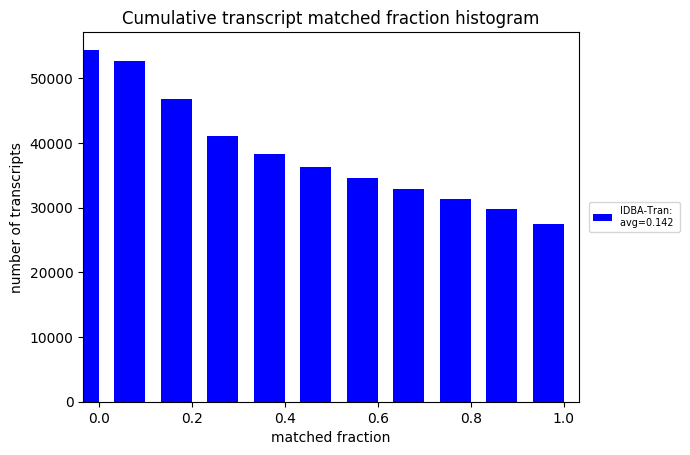 Cumulative transcript matched fraction histogram
number of transcripts
50000
40000
30000
20000
10000
0
0.0 0.2 0.4 0.6 0.8 1.0
matched fraction
IDBA-Tran:
avg=0.142